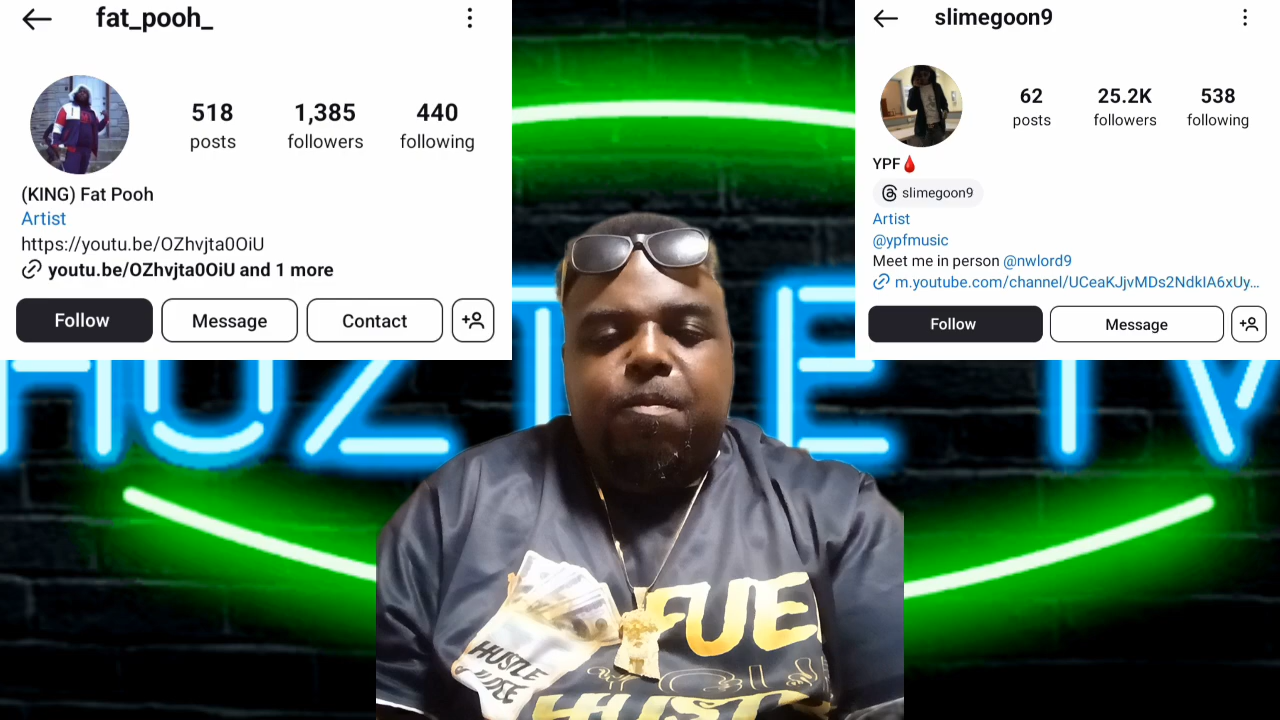 fat_pooh_
518
1,385
440
posts
followers
following
(KING) Fat Pooh
Artist
https://youtu.be/OZhvjta0OiU
youtu.be/OZhvjta0OiU and 1 more
Follow
Message
Contact
slimegoon9
62
25.2K
538
posts
followers
following
YPF🩸
slimegoon9
Artist
@ypfmusic
Meet me in person @nwlord9
m.youtube.com/channel/UCeaKJjvMDs2NdkIA6xUy...
Follow
Message
FUE
HUSTLE
HUST